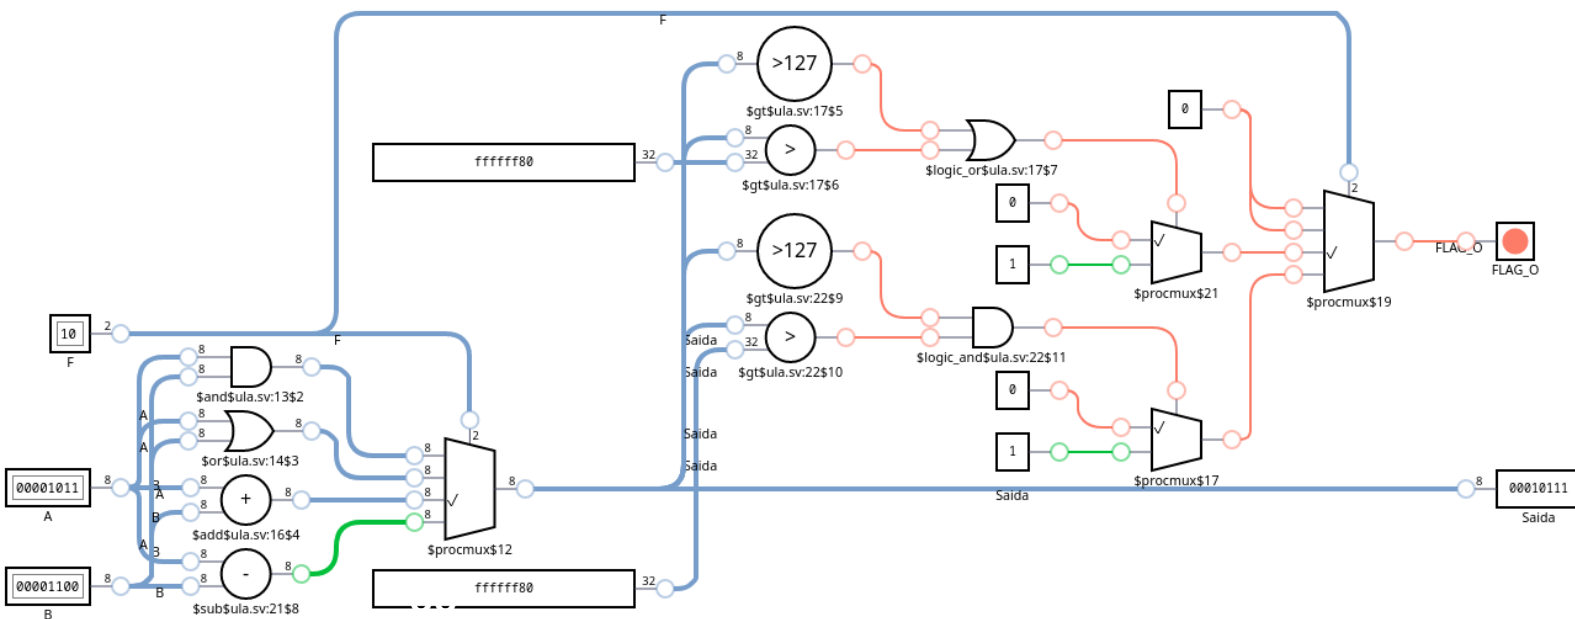 F
8
>127
$gt$ula.sv:17$5
0
8
32
>
ffffff80
32
$gt$ula.sv:17$6
$logic_or$ula.sv:17$7
2
0
1
✓
$procmux$21
✓
$procmux$19
FLAG_O
FLAG_O
8
>127
$gt$ula.sv:22$9
10
2
F
F
8
32
>
$gt$ula.sv:22$10
Saida
Saida
$logic_and$ula.sv:22$11
0
1
✓
$procmux$17
8
8
8
$and$ula.sv:13$2
A
A
8
8
8
$or$ula.sv:14$3
2
Saida
Saida
8
8
8
8
✓
8
$procmux$12
00001011
8
A
B
A
B
8
8
+
8
$add$ula.sv:16$4
Saida
8
00010111
Saida
A
B
8
8
-
8
$sub$ula.sv:21$8
00001100
8
B
B
ffffff80
32